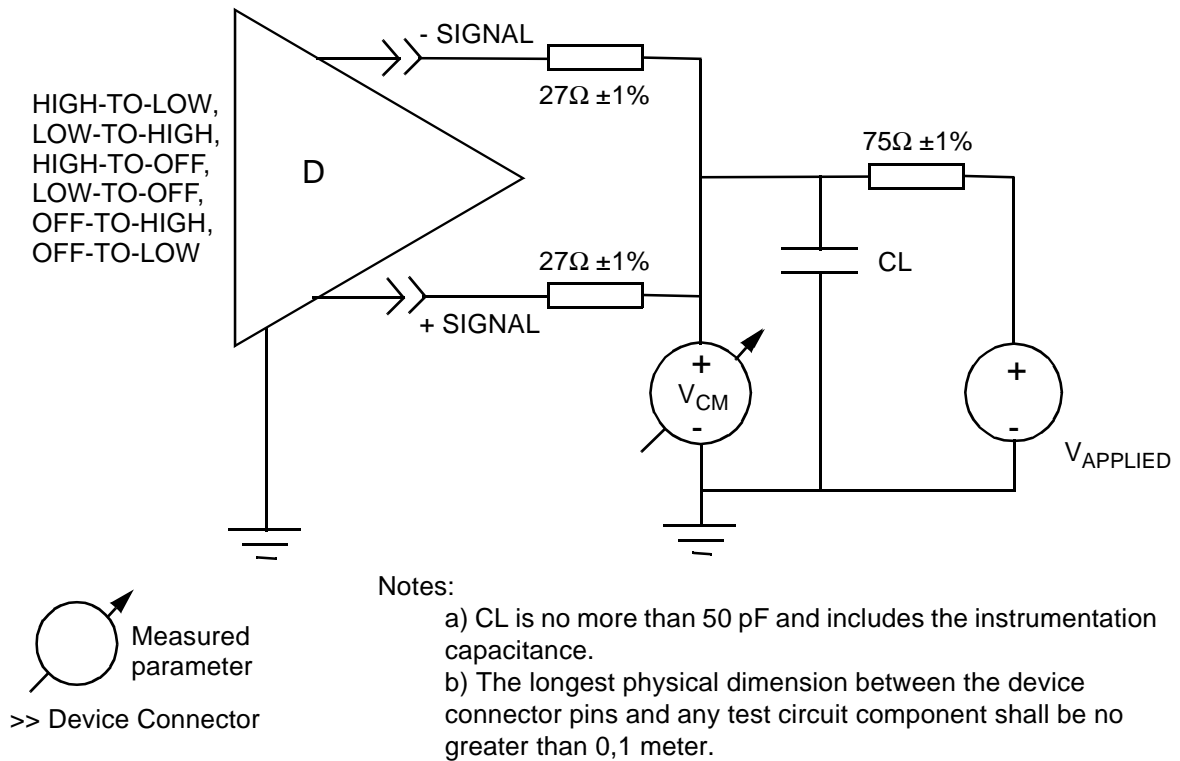 - SIGNAL
27Ω ±1%
HIGH-TO-LOW,
LOW-TO-HIGH,
HIGH-TO-OFF,
LOW-TO-OFF,
OFF-TO-HIGH,
OFF-TO-LOW
D
75Ω ±1%
27Ω ±1%
CL
+ SIGNAL
+
VCM
-
+
-
VAPPLIED
Measured
parameter
>> Device Connector
Notes:
a) CL is no more than 50 pF and includes the instrumentation
capacitance.
b) The longest physical dimension between the device
connector pins and any test circuit component shall be no
greater than 0,1 meter.